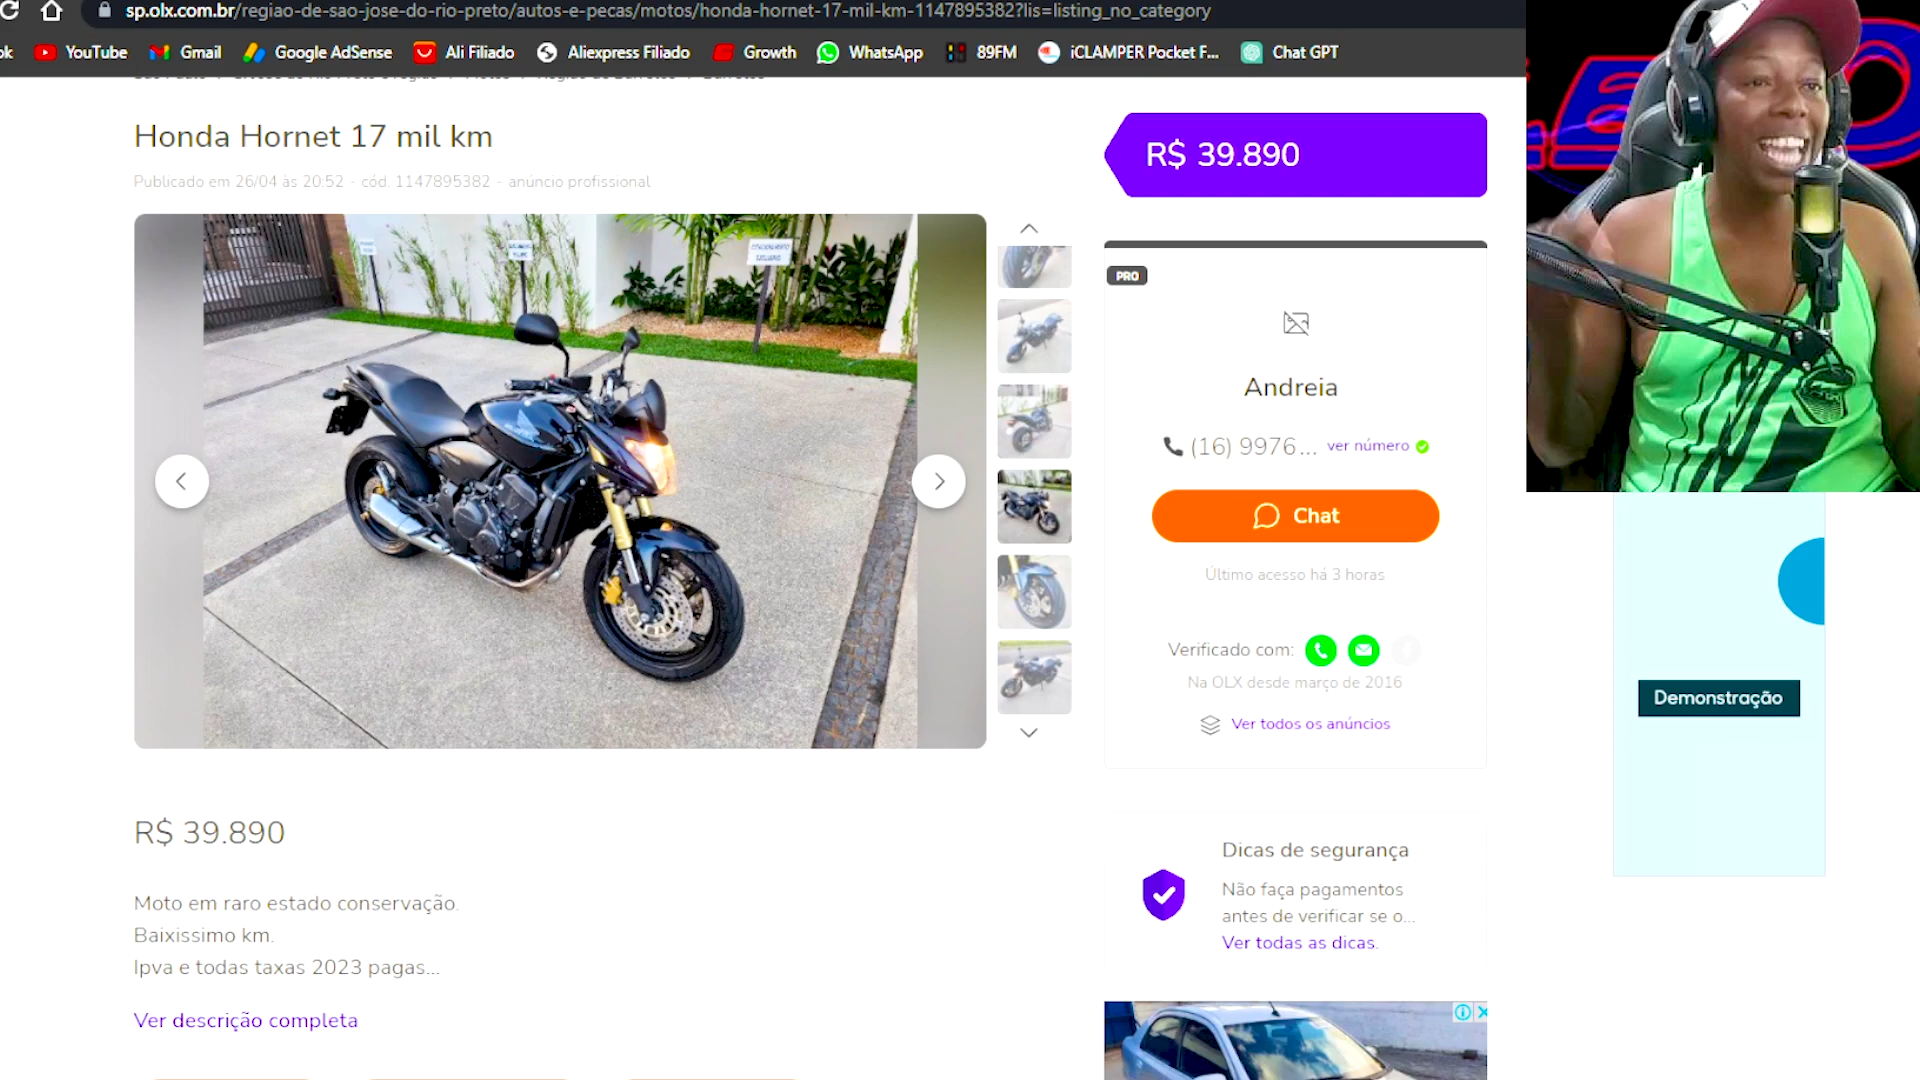 sp.olx.com.br/regiao-de-sao-jose-do-rio-preto/autos-e-pecas/motos/honda-hornet-17-mil-km-1147895382?lis=listing_no_category
ok YouTube Gmail Google AdSense Ali Filiado Aliexpress Filiado Growth WhatsApp 89FM iCLAMPER Pocket F... Chat GPT
Honda Hornet 17 mil km
Publicado em 26/04 às 20:52 - cód. 1147895382 - anúncio profissional
R$ 39.890
PRO
Andreia
(16) 9976... ver número
Chat
Último acesso há 3 horas
Verificado com:
Na OLX desde março de 2016
Ver todos os anúncios
Demonstração
R$ 39.890
Moto em raro estado conservação.
Baixissimo km.
Ipva e todas taxas 2023 pagas...
Ver descrição completa
Dicas de segurança
Não faça pagamentos
antes de verificar se o...
Ver todas as dicas.